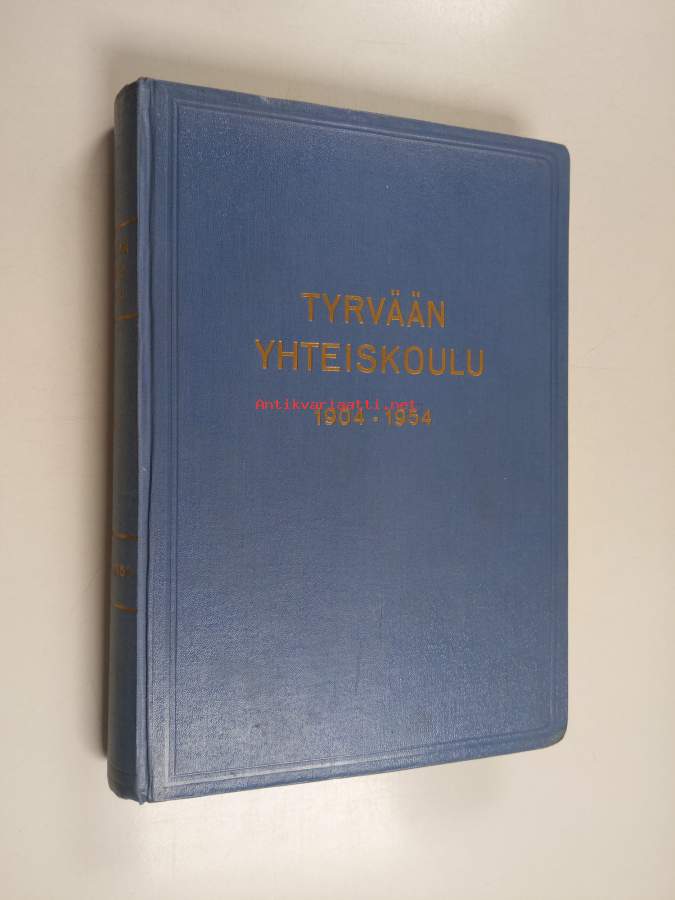 TYRVÄÄN
YHTEISKOULU
Antikvariaatti.net
1904 - 1954